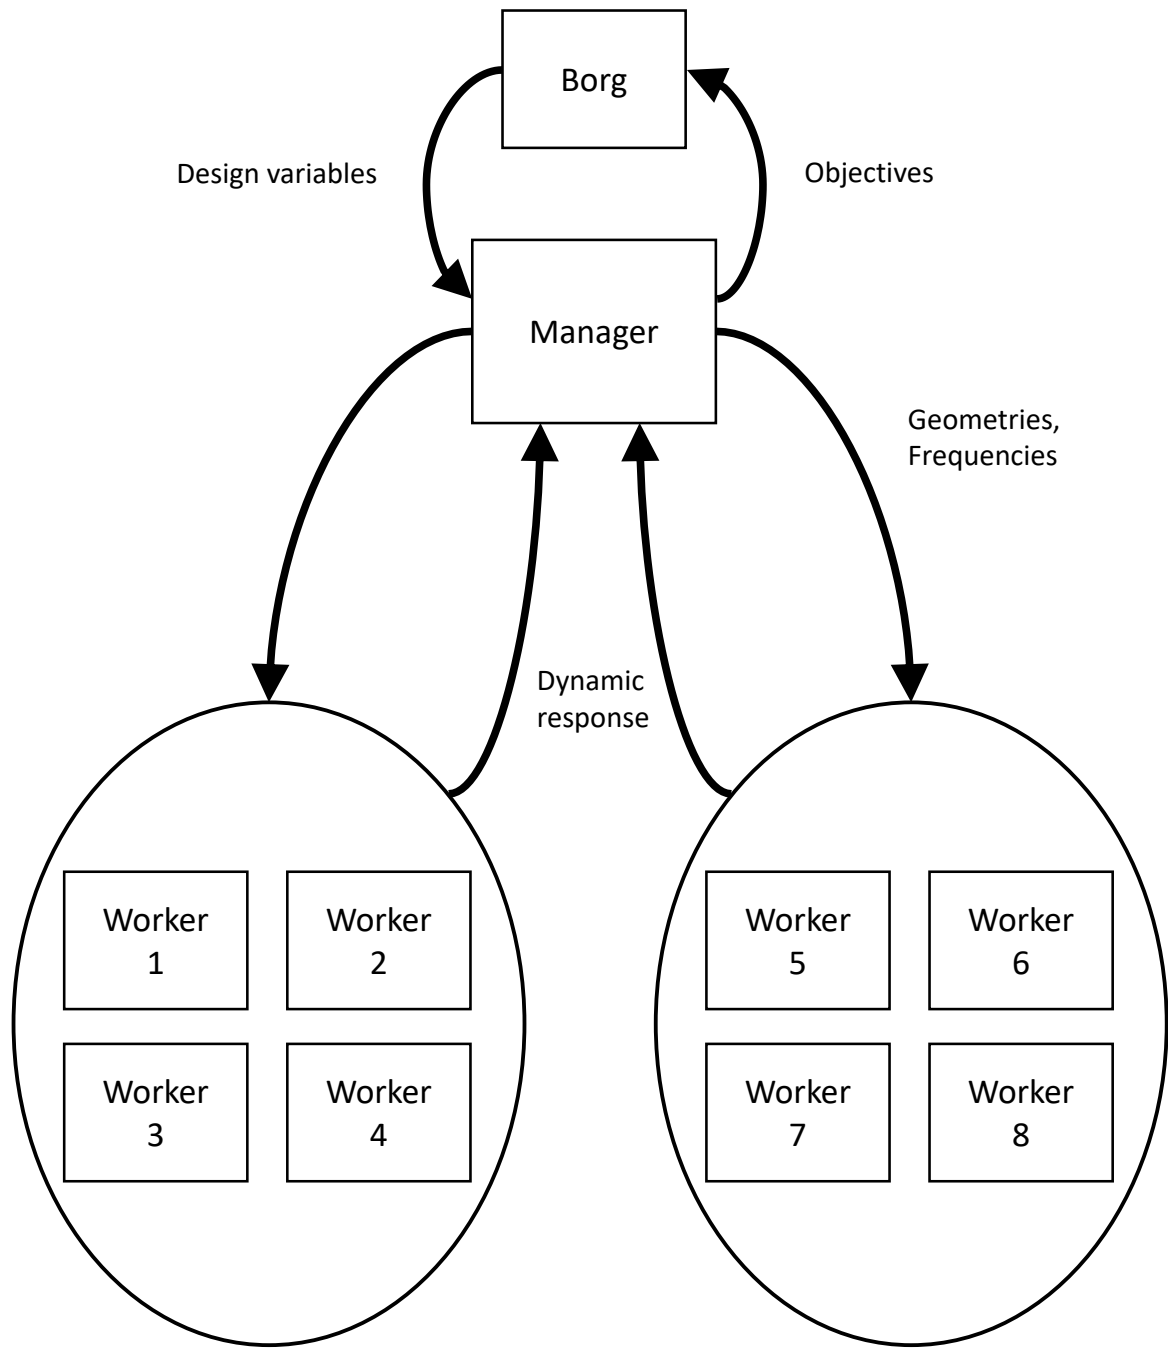 Borg
Design variables
Objectives
Manager
Geometries,
Frequencies
Dynamic
response
Worker
1
Worker
2
Worker
3
Worker
4
Worker
5
Worker
6
Worker
7
Worker
8